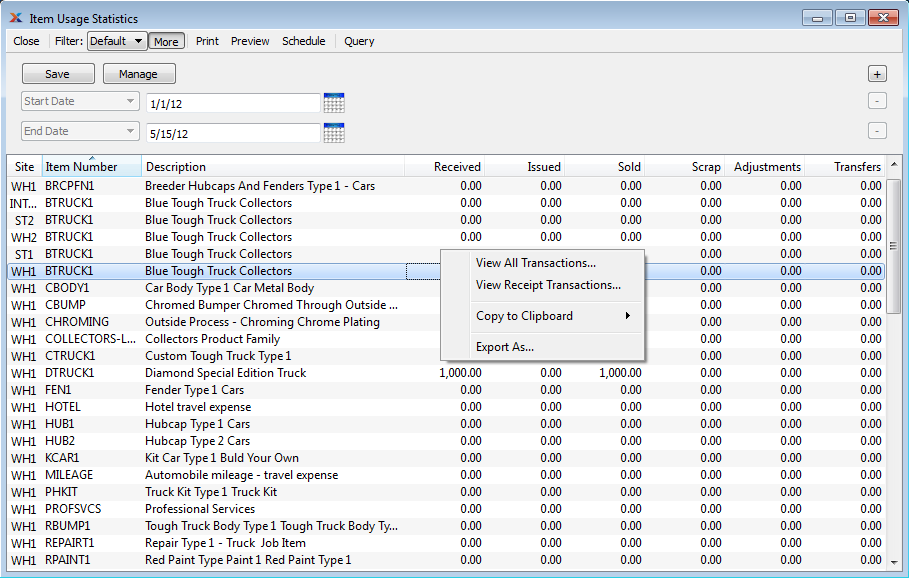 Item Usage Statistics
Close Filter: Default More Print Preview Schedule Query
Save Manage +
Start Date 1/1/12 -
End Date 5/15/12 -
Site Item Number Description Received Issued Sold Scrap Adjustments Transfers
WH1 BRCPFN1 Breeder Hubcaps And Fenders Type 1 - Cars 0.00 0.00 0.00 0.00 0.00 0.00
INT... BTRUCK1 Blue Tough Truck Collectors 0.00 0.00 0.00 0.00 0.00 0.00
ST2 BTRUCK1 Blue Tough Truck Collectors 0.00 0.00 0.00 0.00 0.00 0.00
WH2 BTRUCK1 Blue Tough Truck Collectors 0.00 0.00 0.00 0.00 0.00 0.00
ST1 BTRUCK1 Blue Tough Truck Collectors 0.00 0.00 0.00
WH1 BTRUCK1 Blue Tough Truck Collectors 0.00 0.00 0.00
WH1 CBODY1 Car Body Type 1 Car Metal Body 0.00 0.00 0.00
WH1 CBUMP Chromed Bumper Chromed Through Outside ... 0.00 0.00 0.00
WH1 CHROMING Outside Process - Chroming Chrome Plating 0.00 0.00 0.00
WH1 COLLECTORS-L... Collectors Product Family 0.00 0.00 0.00
WH1 CTRUCK1 Custom Tough Truck Type 1 0.00 0.00 0.00
View All Transactions...
View Receipt Transactions...
Copy to Clipboard
Export As...
WH1 DTRUCK1 Diamond Special Edition Truck 1,000.00 0.00 1,000.00 0.00 0.00 0.00
WH1 FEN1 Fender Type 1 Cars 0.00 0.00 0.00 0.00 0.00 0.00
WH1 HOTEL Hotel travel expense 0.00 0.00 0.00 0.00 0.00 0.00
WH1 HUB1 Hubcap Type 1 Cars 0.00 0.00 0.00 0.00 0.00 0.00
WH1 HUB2 Hubcap Type 2 Cars 0.00 0.00 0.00 0.00 0.00 0.00
WH1 KCAR1 Kit Car Type 1 Buld Your Own 0.00 0.00 0.00 0.00 0.00 0.00
WH1 MILEAGE Automobile mileage - travel expense 0.00 0.00 0.00 0.00 0.00 0.00
WH1 PHKIT Truck Kit Type 1 Truck Kit 0.00 0.00 0.00 0.00 0.00 0.00
WH1 PROFSVCS Professional Services 0.00 0.00 0.00 0.00 0.00 0.00
WH1 RBUMP1 Tough Truck Body Type 1 Tough Truck Body Ty... 0.00 0.00 0.00 0.00 0.00 0.00
WH1 REPAIRT1 Repair Type 1 - Truck Job Item 0.00 0.00 0.00 0.00 0.00 0.00
WH1 RPAINT1 Red Paint Type Paint 1 Red Paint Type 1 0.00 0.00 0.00 0.00 0.00 0.00